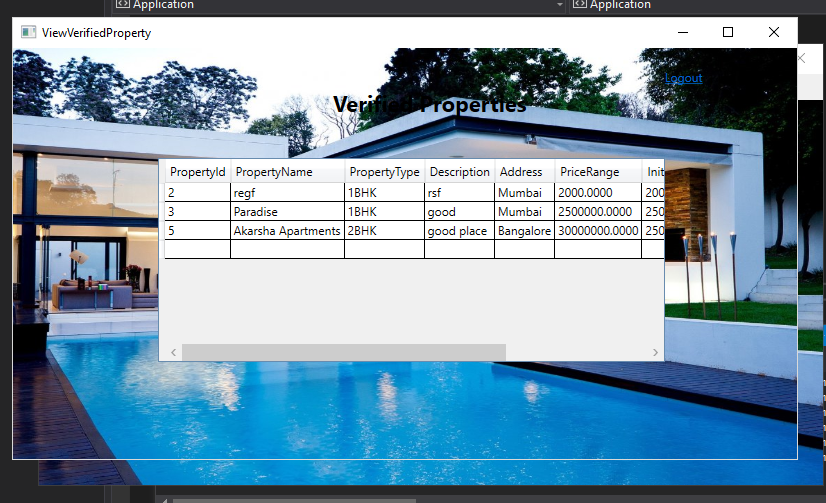 Application
Application
ViewVerifiedProperty
Logout
Verified Properties
PropertyId PropertyName PropertyType Description Address PriceRange Init
2 regf 1BHK rsf Mumbai 2000.0000 200
3 Paradise 1BHK good Mumbai 2500000.0000 250
5 Akarsha Apartments 2BHK good place Bangalore 30000000.0000 250